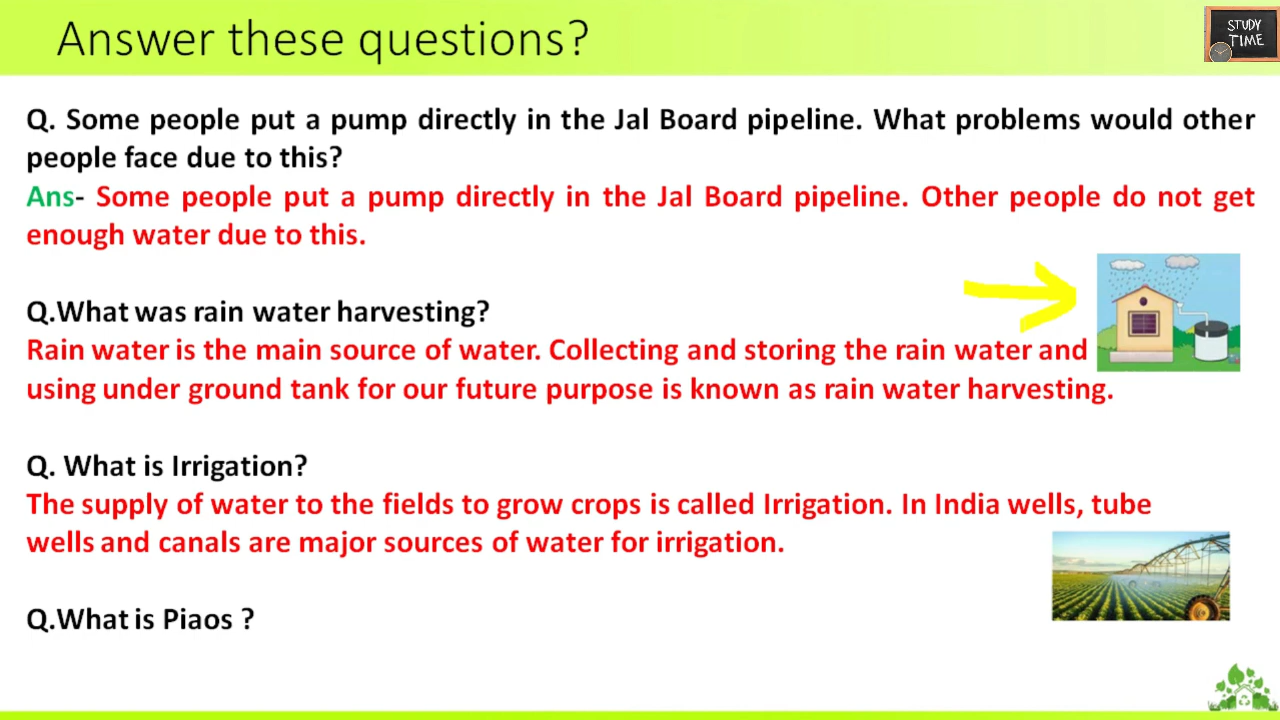 Answer these questions?
STUDY
TIME
Q. Some people put a pump directly in the Jal Board pipeline. What problems would other
people face due to this?
Ans- Some people put a pump directly in the Jal Board pipeline. Other people do not get
enough water due to this.
Q.What was rain water harvesting?
Rain water is the main source of water. Collecting and storing the rain water and
using under ground tank for our future purpose is known as rain water harvesting.
Q. What is Irrigation?
The supply of water to the fields to grow crops is called Irrigation. In India wells, tube
wells and canals are major sources of water for irrigation.
Q.What is Piaos ?